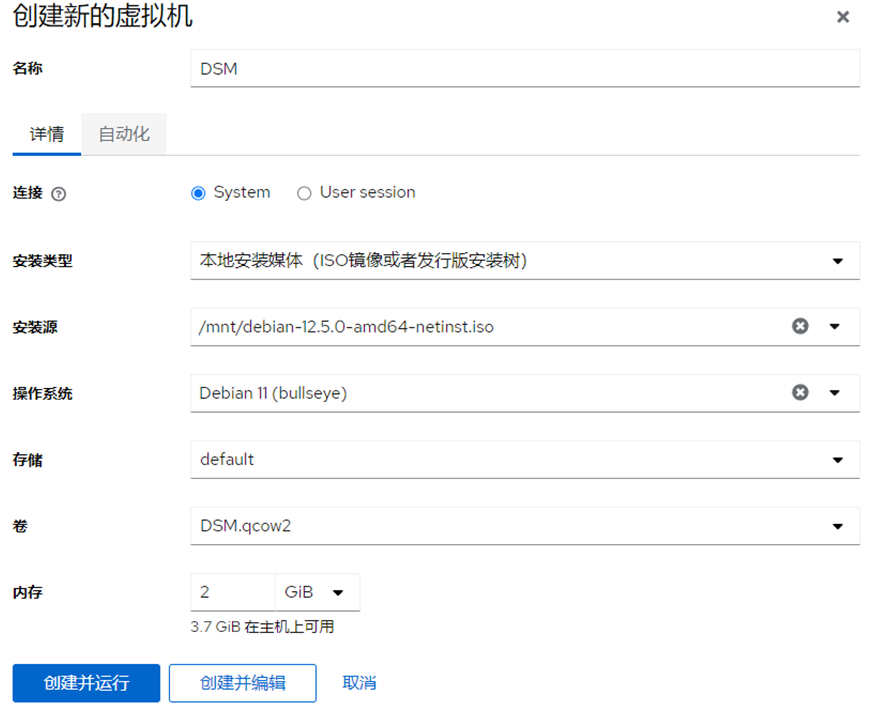 创建新的虚拟机
名称 DSM
详情 自动化
连接 System User session
安装类型 本地安装媒体（ISO镜像或者发行版安装树）
安装源 /mnt/debian-12.5.0-amd64-netinst.iso
操作系统 Debian 11 (bullseye)
存储 default
卷 DSM.qcow2
内存 2 GiB
3.7 GiB 在主机上可用
创建并运行 创建并编辑 取消